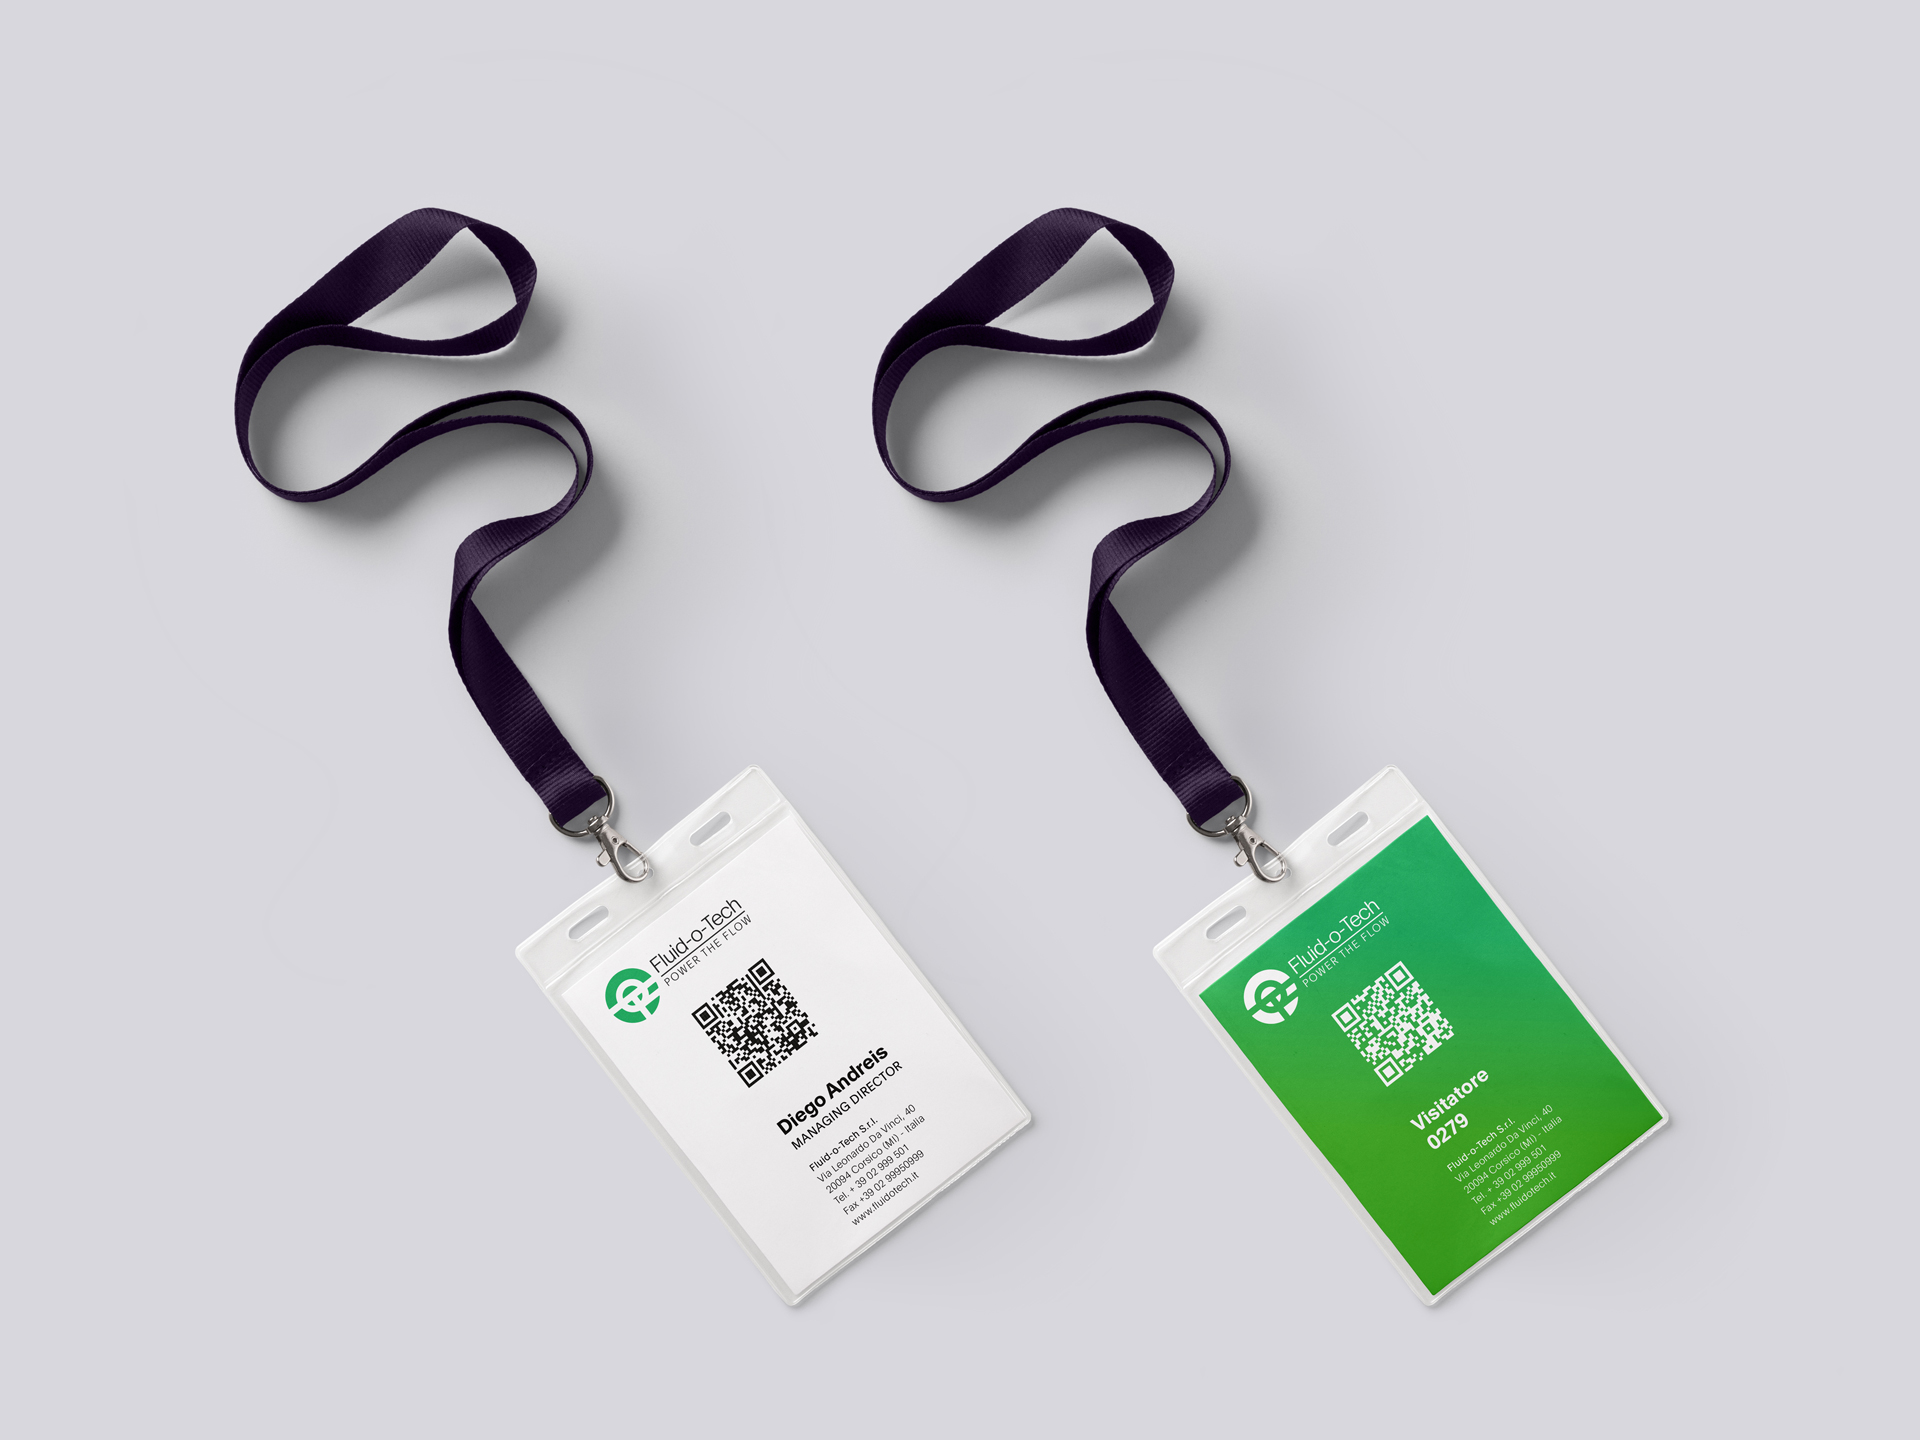 Fluid-o-Tech
POWER THE FLOW
Diego Andreis
MANAGING DIRECTOR
Fluid-o-Tech S.r.l.
Via Leonardo Da Vinci, 40
20094 Corsico (MI) - Italia
Tel. + 39 02 999 501
Fax +39 02 99950999
www.fluidotech.it
Fluid-o-Tech
POWER THE FLOW
Visitatore
0279
Fluid-o-Tech S.r.l.
Via Leonardo Da Vinci, 40
20094 Corsico (MI) - Italia
Tel. + 39 02 999 501
Fax +39 02 99950999
www.fluidotech.it